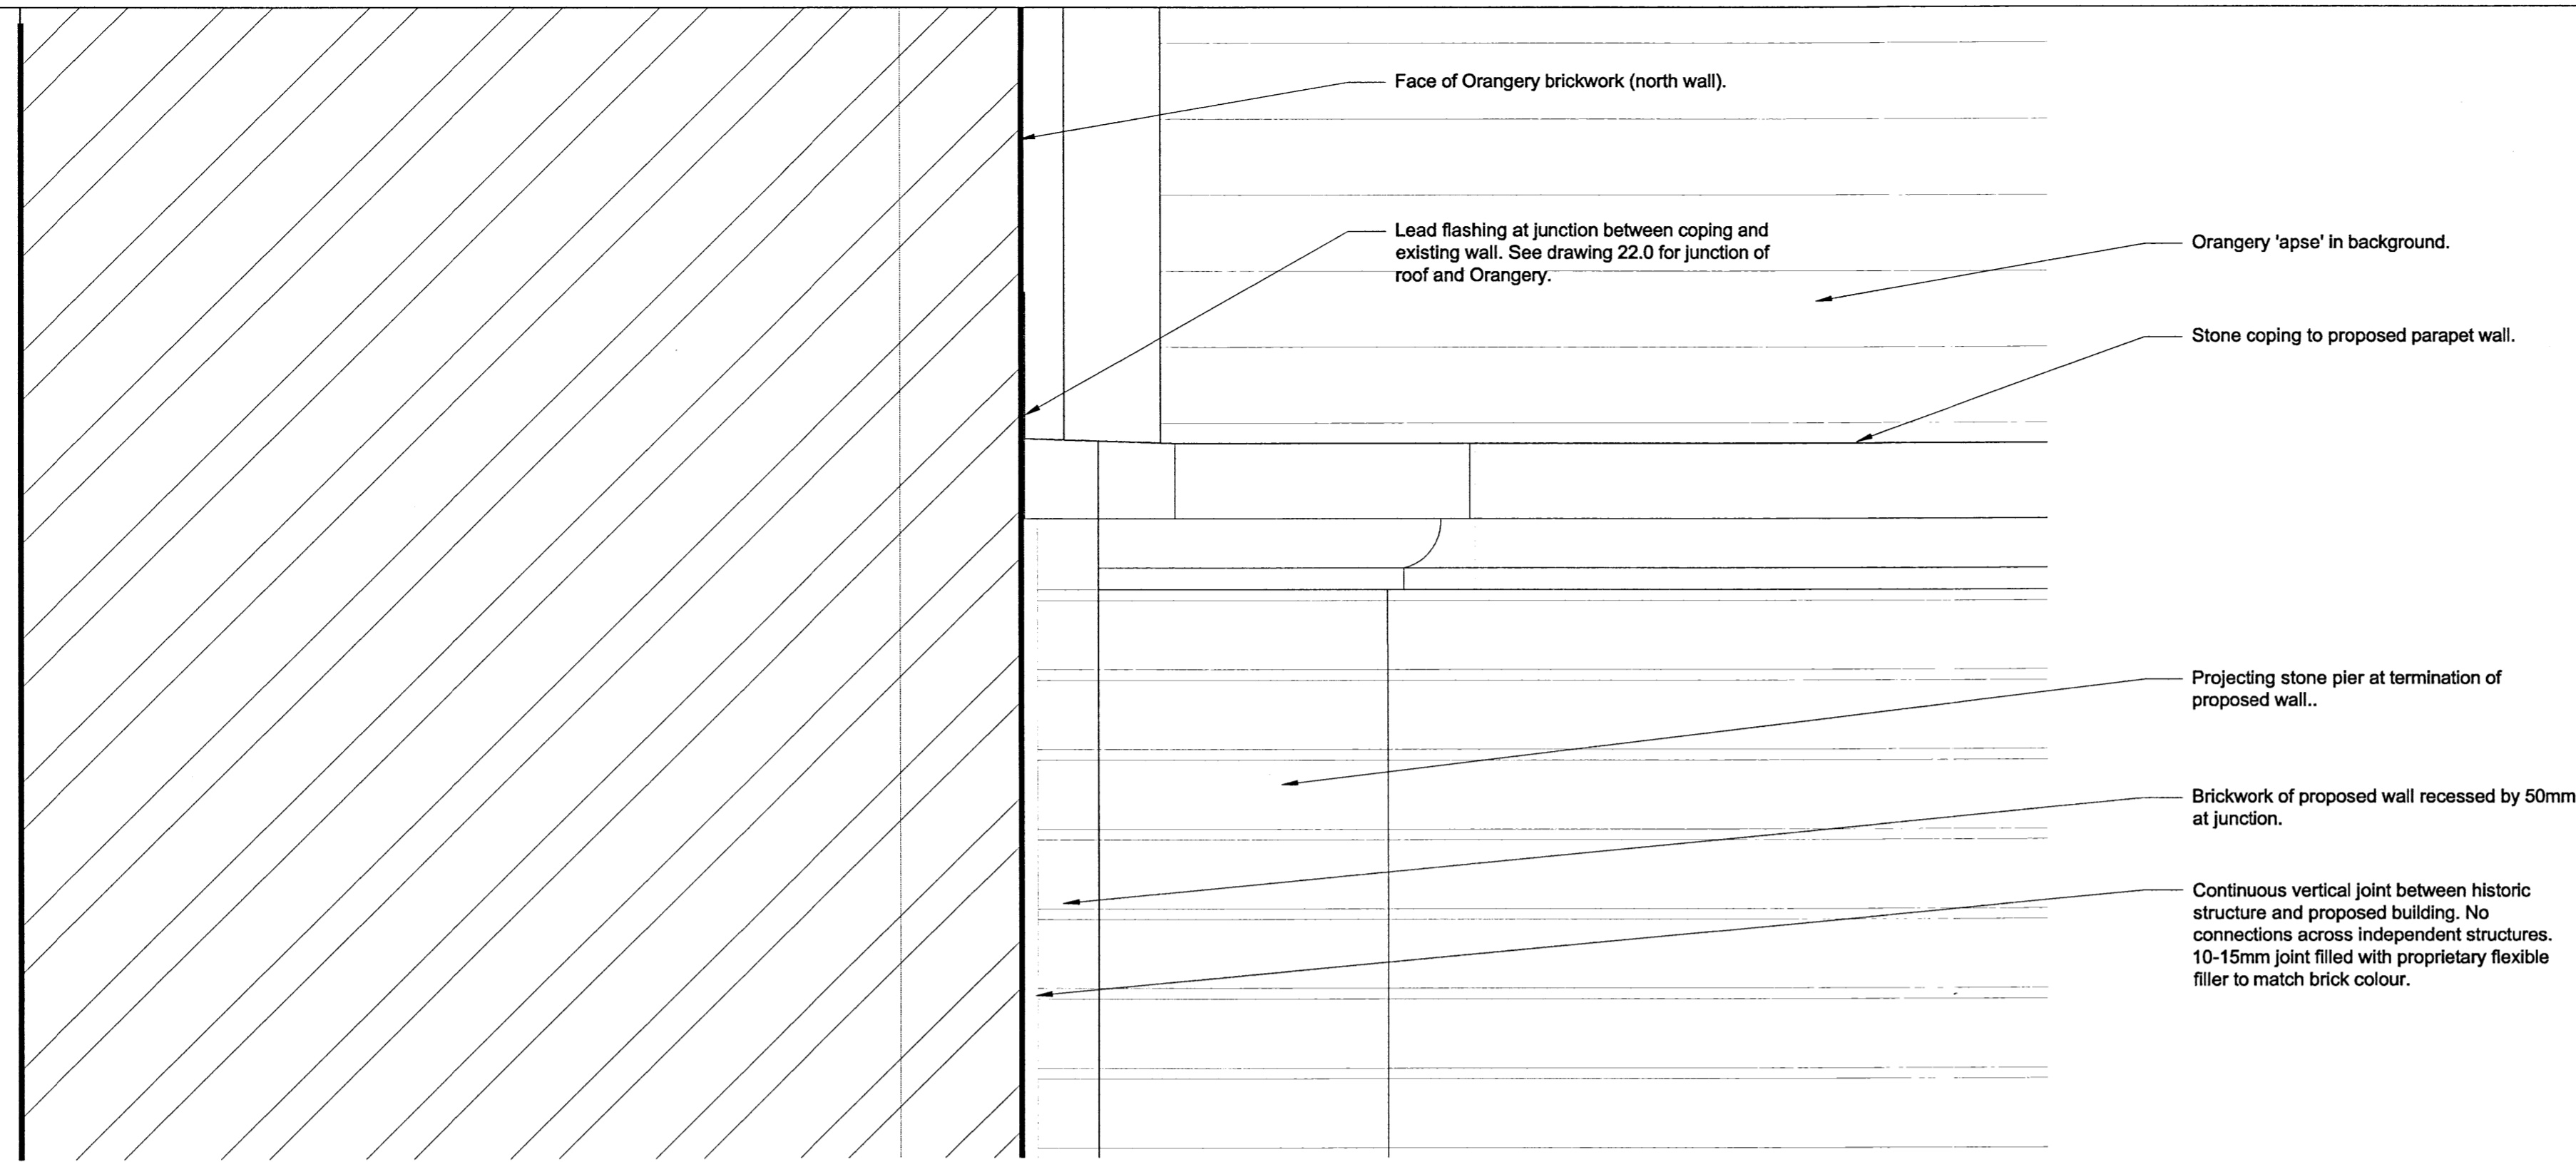 Face of Orangery brickwork (north wall).
Lead flashing at junction between coping and
existing wall. See drawing 22.0 for junction of
roof and Orangery.
Orangery 'apse' in background.
Stone coping to proposed parapet wall.
Projecting stone pier at termination of
proposed wall..
Brickwork of proposed wall recessed by 50mm
at junction.
Continuous vertical joint between historic
structure and proposed building. No
connections across independent structures.
10-15mm joint filled with proprietary flexible
filler to match brick colour.